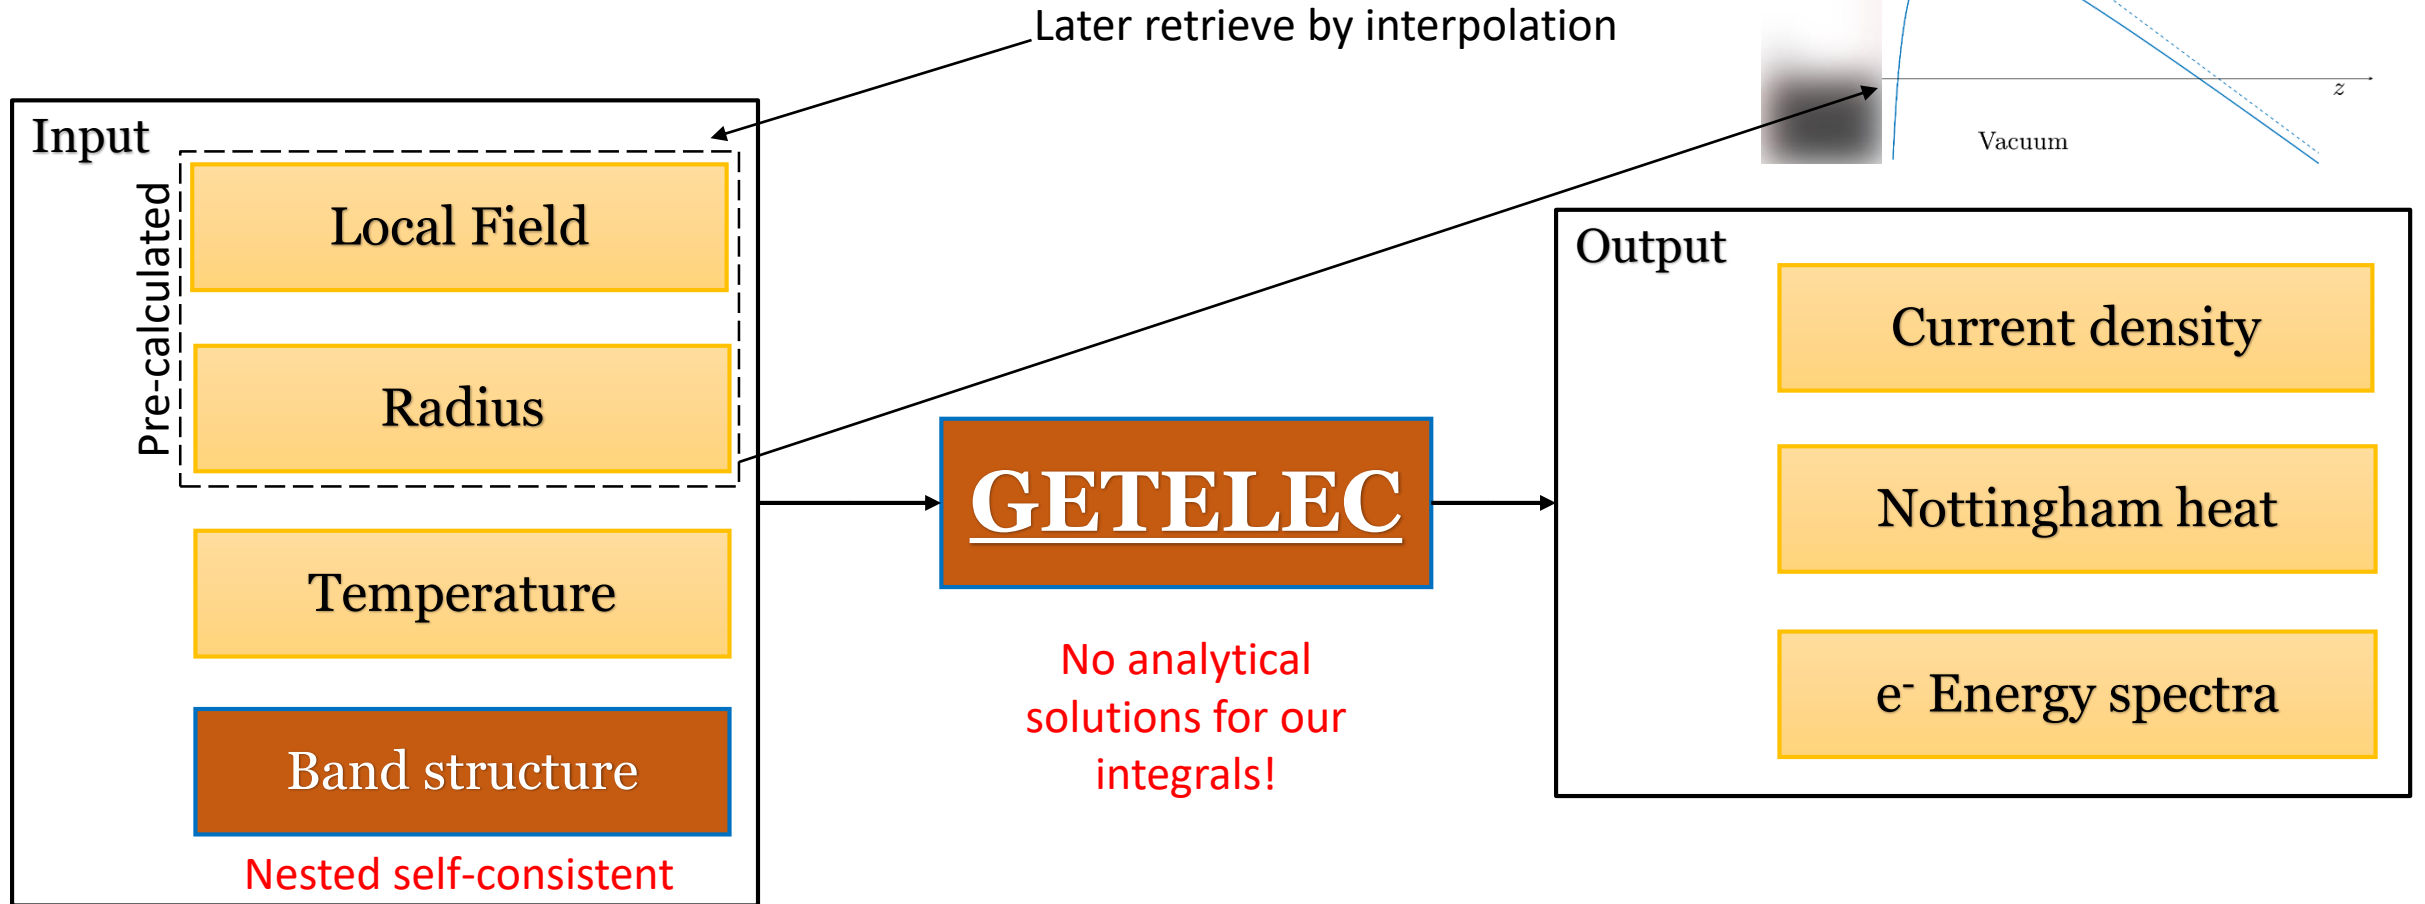 Later retrieve by interpolation
z
Vacuum
Input
Pre-calculated
Local Field
Radius
Temperature
Band structure
Nested self-consistent
GETELEC
No analytical
solutions for our
integrals!
Output
Current density
Nottingham heat
e⁻ Energy spectra